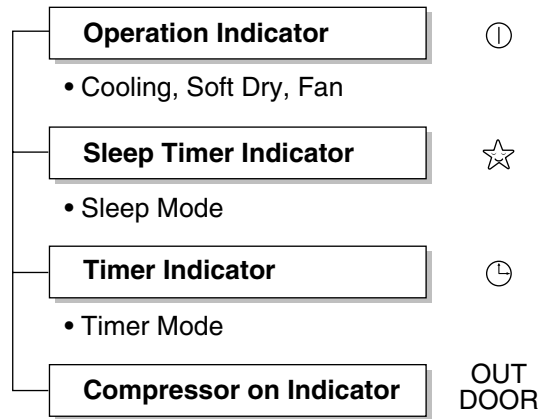 Operation Indicator
• Cooling, Soft Dry, Fan
Sleep Timer Indicator
• Sleep Mode
Timer Indicator
• Timer Mode
Compressor on Indicator
OUT
DOOR